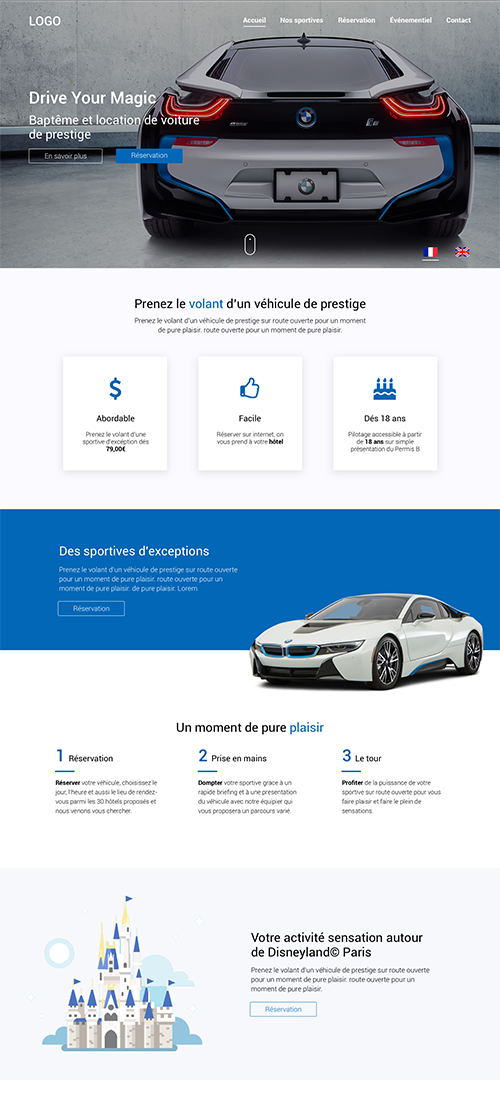 LOGO
Accueil Nos sportives Réservation Événementiel Contact
Drive Your Magic
Baptême et location de voiture
de prestige
En savoir plus Réservation
Prenez le volant d'un véhicule de prestige
Prenez le volant d'un véhicule de prestige sur route ouverte pour un moment
de pure plaisir. route ouverte pour un moment de pure plaisir.
Abordable
Prenez le volant d'une
sportive d'exception dés
79,00€
Facile
Réserver sur internet, on
vous prend à votre hôtel
Dés 18 ans
Pilotage accessible à partir
de 18 ans sur simple
présentation du Permis B
Des sportives d'exceptions
Prenez le volant d'un véhicule de prestige sur route ouverte
pour un moment de pure plaisir. route ouverte pour un
moment de pure plaisir. de pure plaisir. Lorem
Réservation
Un moment de pure plaisir
1 Réservation
Réserver votre véhicule, choisissez le
jour, l'heure et aussi le lieu de rendez-
vous parmi les 30 hôtels proposés et
nous venons vous chercher.
2 Prise en mains
Dompter votre sportive grace à un
rapide briefing et à une presentation
du véhicule avec notre équipier qui
vous proposera un parcours varié.
3 Le tour
Profiter de la puissance de votre
sportive sur route ouverte pour vous
faire plaisir et faire le plein de
sensations.
Votre activité sensation autour
de Disneyland© Paris
Prenez le volant d'un véhicule de prestige sur route ouverte
pour un moment de pure plaisir. route ouverte pour un
moment de pure plaisir.
Réservation